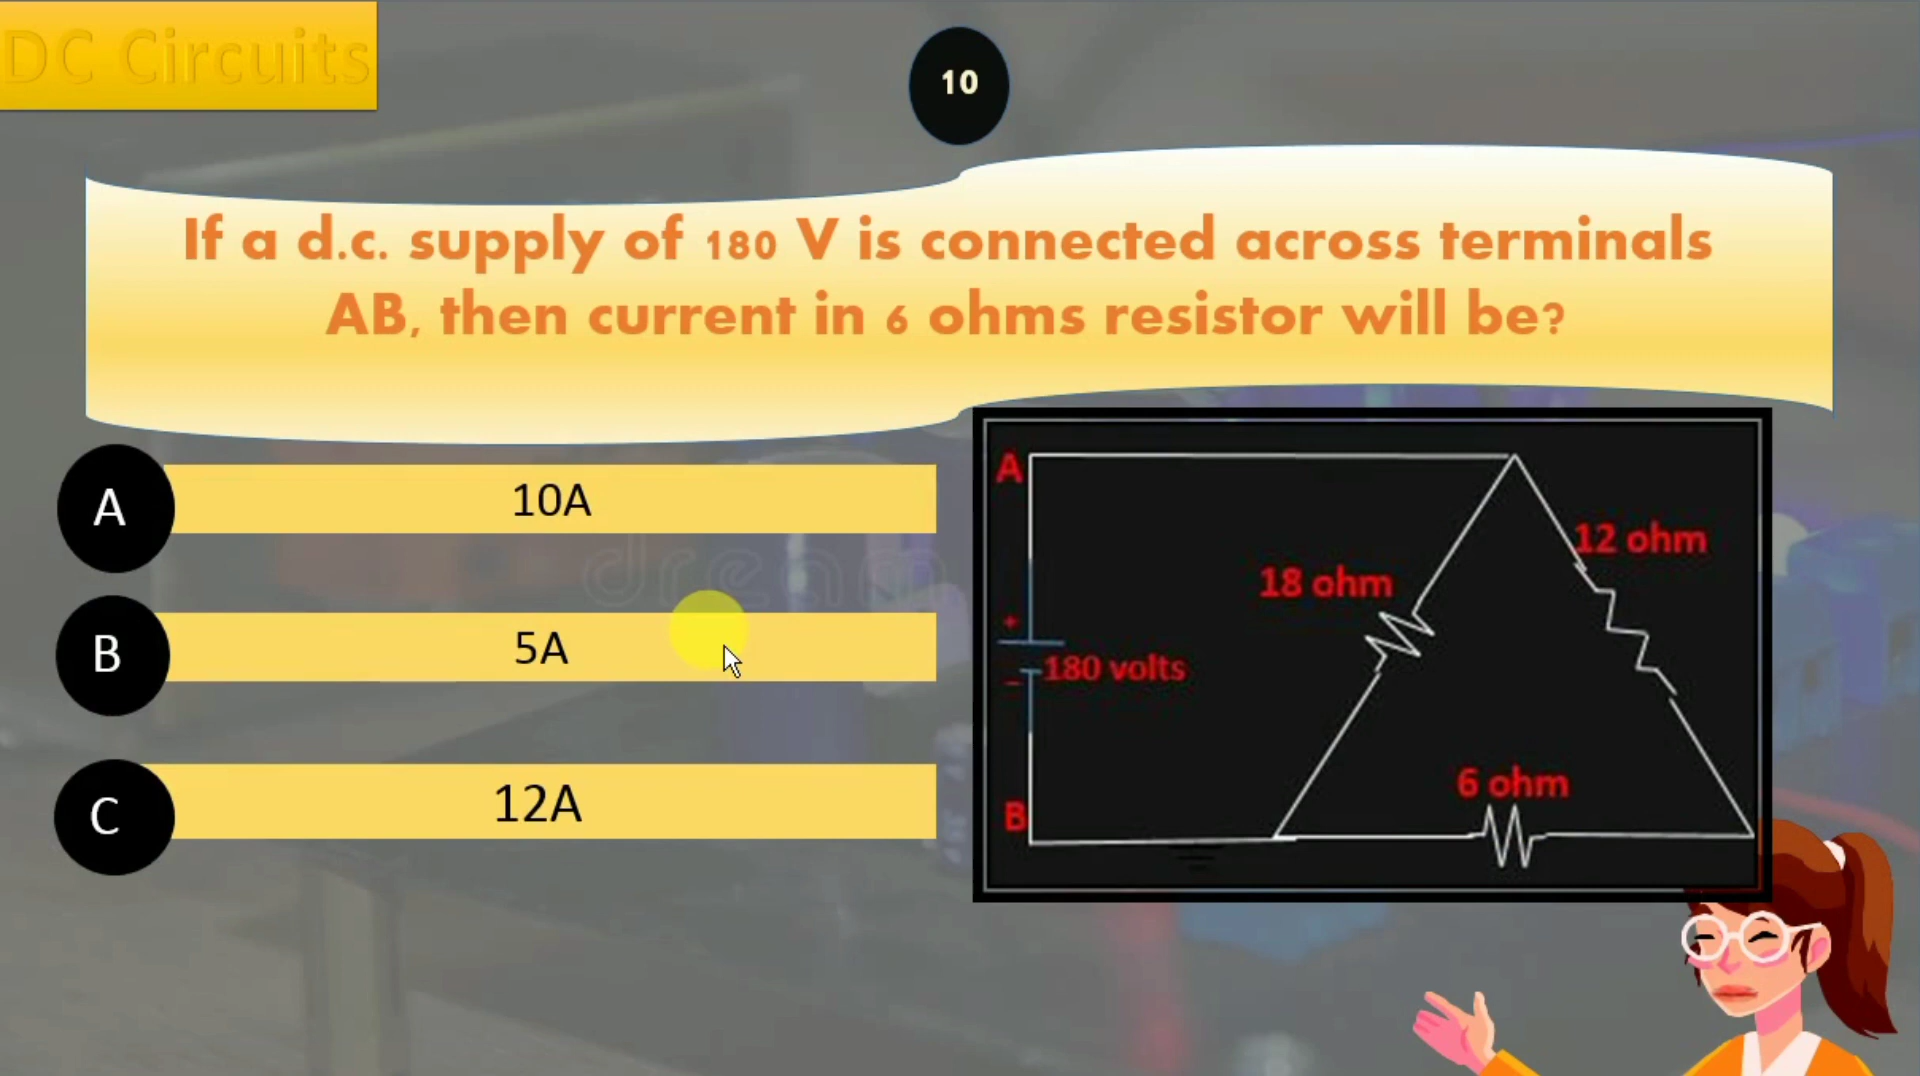 DC Circuits
10
If a d.c. supply of 180 V is connected across terminals
AB, then current in 6 ohms resistor will be?
A
10A
B
5A
C
12A
A
12 ohm
18 ohm
+
180 volts
–
6 ohm
B
dream